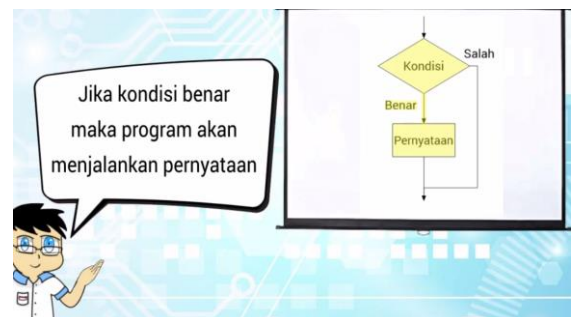 Jika kondisi benar
maka program akan
menjalankan pernyataan
Kondisi
Salah
Benar
Pernyataan